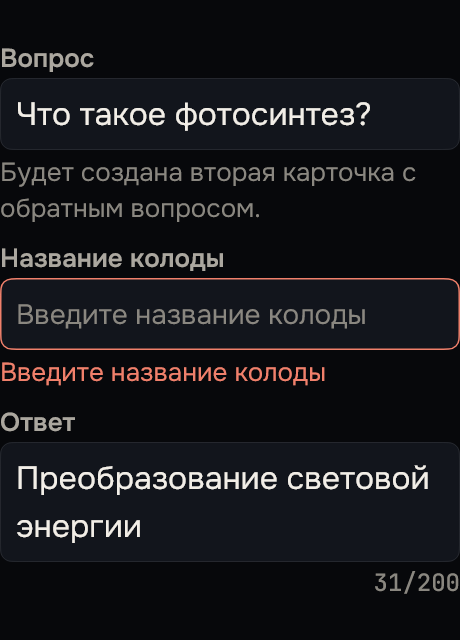 Вопрос
Что такое фотосинтез?
Будет создана вторая карточка с
обратным вопросом.
Название колоды
Введите название колоды
Введите название колоды
Ответ
Преобразование световой
энергии
31/200